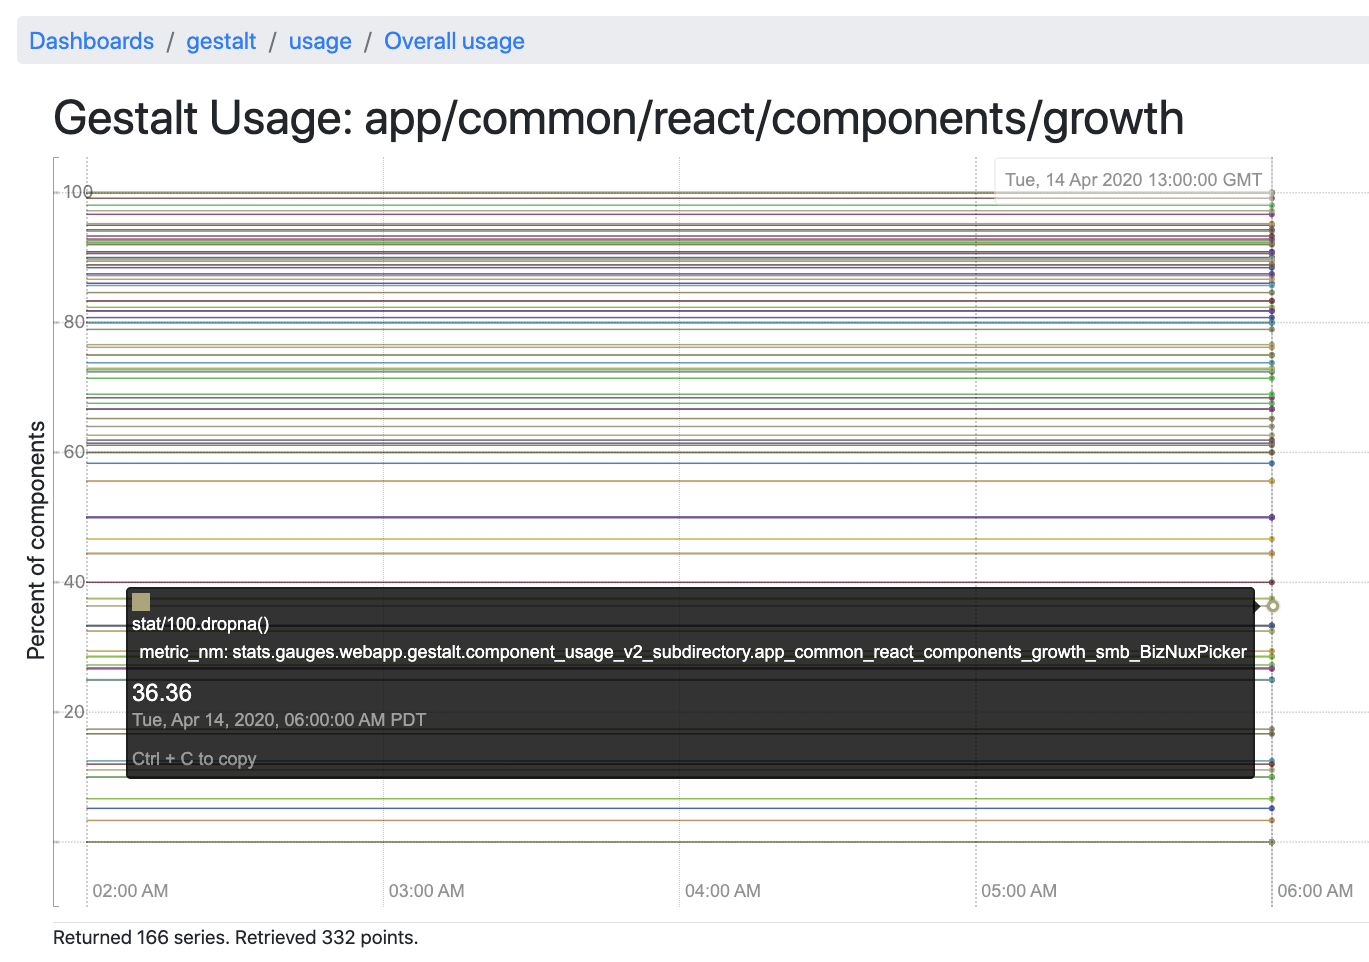 Dashboards / gestalt / usage / Overall usage
Gestalt Usage: app/common/react/components/growth
Tue, 14 Apr 2020 13:00:00 GMT
100
80
60
40
20
Percent of components
stat/100.dropna()
metric_nm: stats.gauges.webapp.gestalt.component_usage_v2_subdirectory.app_common_react_components_growth_smb_BizNuxPicker
36.36
Tue, Apr 14, 2020, 06:00:00 AM PDT
Ctrl + C to copy
02:00 AM
03:00 AM
04:00 AM
05:00 AM
06:00 AM
Returned 166 series. Retrieved 332 points.